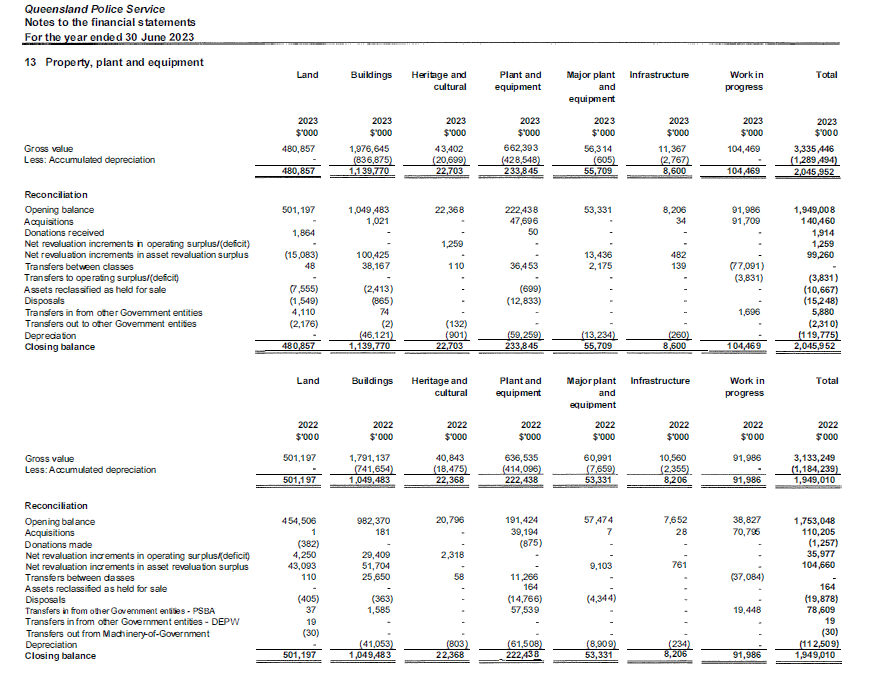 Queensland Police Service
Notes to the financial statements
For the year ended 30 June 2023
13 Property, plant and equipment
Land Buildings Heritage and Plant and Major plant Infrastructure Work in Total
cultural equipment and progress
equipment
2023 2023 2023 2023 2023 2023 2023 2023
$'000 $'000 $'000 $'000 $'000 $'000 $'000 $'000
Gross value 480,857 1,976,645 43,402 662,393 56,314 11,367 104,469 3,335,446
Less: Accumulated depreciation - (836,875) (20,699) (428,548) (605) (2,767) - (1,289,494)
480,857 1,139,770 22,703 233,845 55,709 8,600 104,469 2,045,952
Reconciliation
Opening balance 501,197 1,049,483 22,368 222,438 53,331 8,206 91,986 1,949,008
Acquisitions - 1,021 - 47,696 - 34 91,709 140,460
Donations received 1,864 - - 50 - - - 1,914
Net revaluation increments in operating surplus/(deficit) - - 1,259 - - - - 1,259
Net revaluation increments in asset revaluation surplus (15,083) 100,425 - - 13,436 482 - 99,260
Transfers between classes 48 38,167 110 36,453 2,175 139 (77,091) -
Transfers to operating surplus/(deficit) - - - - - - (3,831) (3,831)
Assets reclassified as held for sale (7,555) (2,413) - (699) - - - (10,667)
Disposals (1,549) (865) - (12,833) - - - (15,248)
Transfers in from other Government entities 4,110 74 - - - - 1,696 5,880
Transfers out to other Government entities (2,176) (2) (132) - - - - (2,310)
Depreciation - (46,121) (901) (59,259) (13,234) (260) - (119,775)
Closing balance 480,857 1,139,770 22,703 233,845 55,709 8,600 104,469 2,045,952
Land Buildings Heritage and Plant and Major plant Infrastructure Work in Total
cultural equipment and progress
equipment
2022 2022 2022 2022 2022 2022 2022 2022
$'000 $'000 $'000 $'000 $'000 $'000 $'000 $'000
Gross value 501,197 1,791,137 40,843 636,535 60,991 10,560 91,986 3,133,249
Less: Accumulated depreciation - (741,654) (18,475) (414,096) (7,659) (2,355) - (1,184,239)
501,197 1,049,483 22,368 222,438 53,331 8,206 91,986 1,949,010
Reconciliation
Opening balance 454,506 982,370 20,796 191,424 57,474 7,652 38,827 1,753,048
Acquisitions 1 181 - 39,194 7 28 70,795 110,205
Donations made (382) - - (875) - - - (1,257)
Net revaluation increments in operating surplus/(deficit) 4,250 29,409 2,318 - - - - 35,977
Net revaluation increments in asset revaluation surplus 43,093 51,704 - - 9,103 761 - 104,660
Transfers between classes 110 25,650 58 11,266 - - (37,084) -
Assets reclassified as held for sale - - - 164 - - - 164
Disposals (405) (363) - (14,766) (4,344) - - (19,878)
Transfers in from other Government entities - PSBA 37 1,585 - 57,539 - - 19,448 78,609
Transfers in from other Government entities - DEPW 19 - - - - - - 19
Transfers out from Machinery-of-Government (30) - - - - - - (30)
Depreciation - (41,053) (803) (61,508) (8,909) (234) - (112,509)
Closing balance 501,197 1,049,483 22,368 222,438 53,331 8,206 91,986 1,949,010